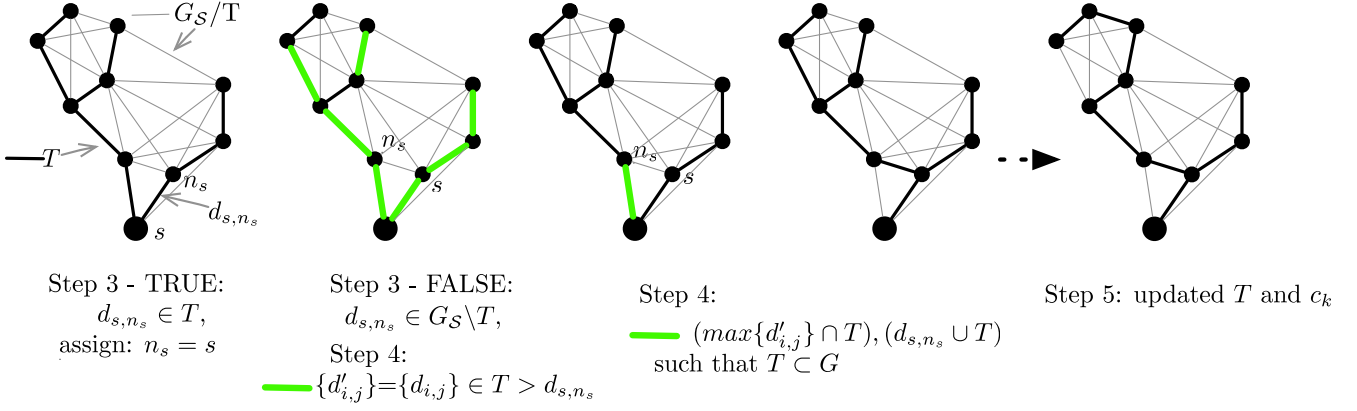 G_𝒮/T
T
n_s
d_{s,n_s}
s
n_s
s
n_s
s
Step 3 - TRUE:
d_{s,n_s} ∈ T,
assign: n_s = s
Step 3 - FALSE:
d_{s,n_s} ∈ G_𝒮\T,
Step 4:
{d'_{i,j}}={d_{i,j}} ∈ T > d_{s,n_s}
Step 4:
(max{d'_{i,j}} ∩ T), (d_{s,n_s} ∪ T)
such that T ⊂ G
Step 5: updated T and c_k